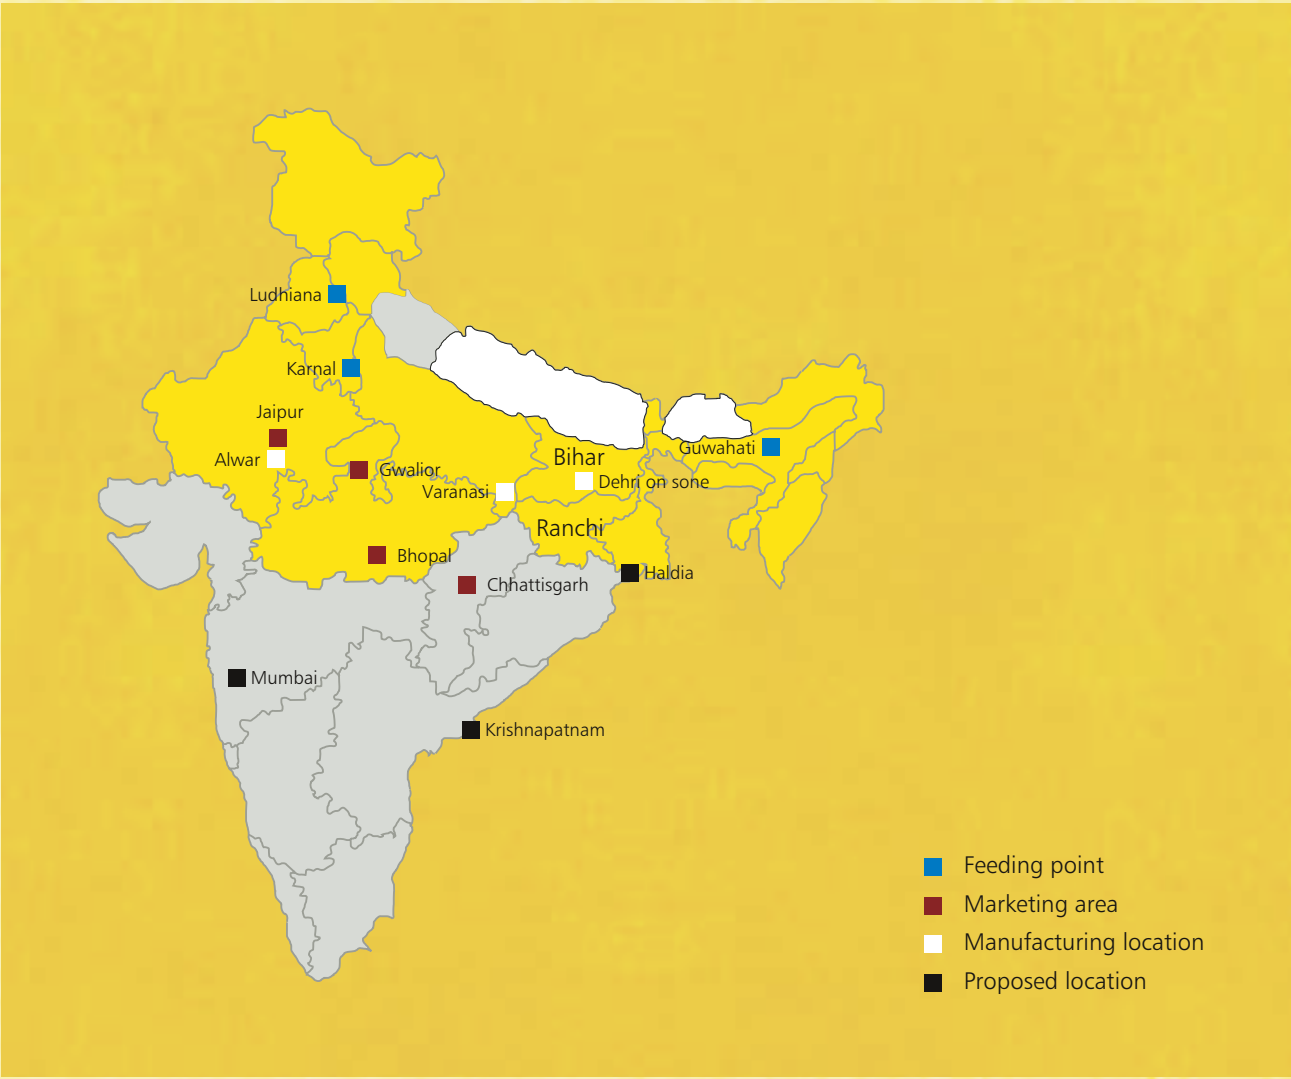 Ludhiana
Karnal
Jaipur
Alwar
Gwalior
Guwahati
Bihar
Dehri on sone
Varanasi
Ranchi
Bhopal
Haldia
Chhattisgarh
Mumbai
Krishnapatnam
Feeding point
Marketing area
Manufacturing location
Proposed location